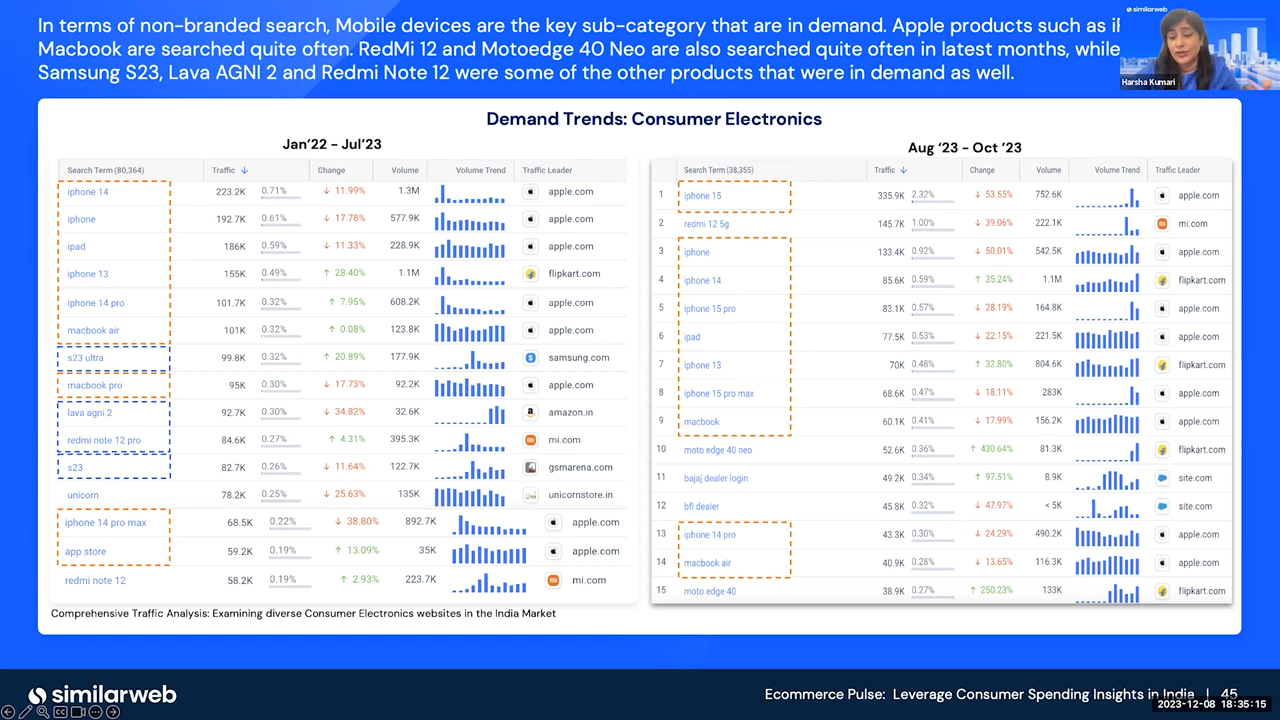 In terms of non-branded search, Mobile devices are the key sub-category that are in demand. Apple products such as
Macbook are searched quite often. RedMi 12 and Motoedge 40 Neo are also searched quite often in latest months, while
Samsung S23, Lava AGNI 2 and Redmi Note 12 were some of the other products that were in demand as well.
similarweb
Harsha Kumari
Demand Trends: Consumer Electronics
Jan'22 - Jul'23
Search Term (80,364) Traffic ↓ Change Volume Volume Trend Traffic Leader
iphone 14 223.2K 0.71% ↓ 11.99% 1.3M apple.com
iphone 192.7K 0.61% ↓ 17.78% 577.9K apple.com
ipad 186K 0.59% ↓ 11.33% 228.9K apple.com
iphone 13 155K 0.49% ↑ 28.40% 1.1M flipkart.com
iphone 14 pro 101.7K 0.32% ↑ 7.95% 608.2K apple.com
macbook air 101K 0.32% ↑ 0.08% 123.8K apple.com
s23 ultra 99.8K 0.32% ↑ 20.89% 177.9K samsung.com
macbook pro 95K 0.30% ↓ 17.73% 92.2K apple.com
lava agni 2 92.7K 0.30% ↓ 34.82% 32.6K amazon.in
redmi note 12 pro 84.6K 0.27% ↑ 4.31% 395.3K mi.com
s23 82.7K 0.26% ↓ 11.64% 122.7K gsmarena.com
unicorn 78.2K 0.25% ↓ 25.63% 135K unicornstore.in
iphone 14 pro max 68.5K 0.22% ↓ 38.80% 892.7K apple.com
app store 59.2K 0.19% ↑ 13.09% 35K apple.com
redmi note 12 58.2K 0.19% ↑ 2.93% 223.7K mi.com
Aug '23 - Oct '23
Search Term (38,355) Traffic ↓ Change Volume Volume Trend Traffic Leader
1 iphone 15 335.9K 2.32% ↓ 53.55% 752.6K apple.com
2 redmi 12 5g 145.7K 1.00% ↓ 39.06% 222.1K mi.com
3 iphone 133.4K 0.92% ↓ 50.01% 542.5K apple.com
4 iphone 14 85.6K 0.59% ↑ 35.24% 1.1M flipkart.com
5 iphone 15 pro 83.1K 0.57% ↓ 28.19% 164.8K apple.com
6 ipad 77.5K 0.53% ↓ 22.15% 221.5K apple.com
7 iphone 13 70K 0.48% ↑ 32.80% 804.6K flipkart.com
8 iphone 15 pro max 68.6K 0.47% ↓ 18.11% 283K apple.com
9 macbook 60.1K 0.41% ↓ 17.99% 156.2K apple.com
10 moto edge 40 neo 52.6K 0.36% ↑ 430.64% 81.3K flipkart.com
11 bajaj dealer login 49.2K 0.34% ↑ 97.51% 8.9K site.com
12 bfl dealer 45.8K 0.32% ↓ 47.97% < 5K site.com
13 iphone 14 pro 43.3K 0.30% ↓ 24.29% 490.2K apple.com
14 macbook air 40.9K 0.28% ↓ 13.65% 116.3K apple.com
15 moto edge 40 38.9K 0.27% ↑ 250.23% 133K flipkart.com
Comprehensive Traffic Analysis: Examining diverse Consumer Electronics websites in the India Market
similarweb
Ecommerce Pulse: Leverage Consumer Spending Insights in India | 45
2023-12-08 18:35:15